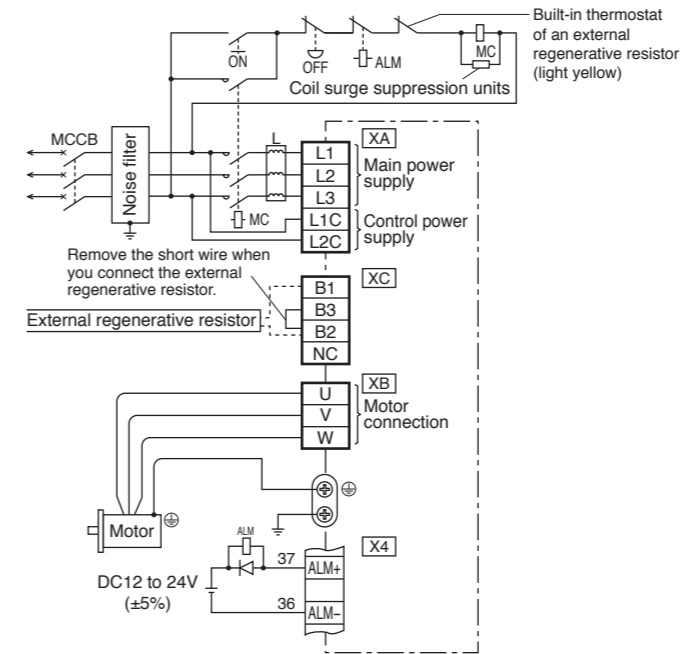 Built-in thermostat
of an external
regenerative resistor
(light yellow)
ON
OFF
ALM
MC
Coil surge suppression units
MCCB
Noise filter
L
MC
XA
L1
L2
L3
L1C
L2C
Main power
supply
Control power
supply
Remove the short wire when
you connect the external
regenerative resistor.
External regenerative resistor
XC
B1
B3
B2
NC
XB
U
V
W
Motor
connection
Motor
ALM
X4
37
ALM+
DC12 to 24V
(±5%)
36
ALM−